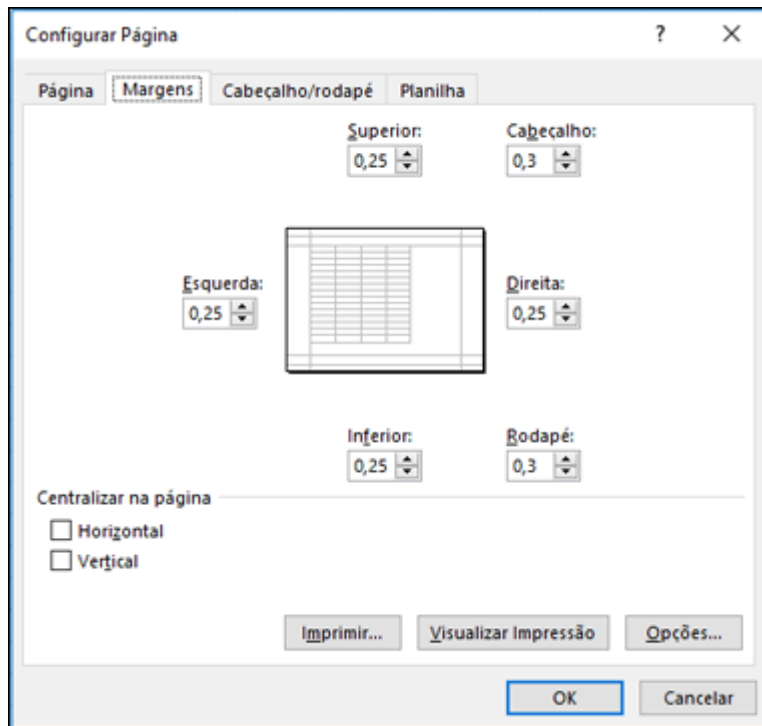 Configurar Página ?
Página Margens Cabeçalho/rodapé Planilha
Superior: Cabeçalho:
0,25 0,3
Esquerda: Direita:
0,25 0,25
Inferior: Rodapé:
0,25 0,3
Centralizar na página
Horizontal
Vertical
Imprimir... Visualizar Impressão Opções...
OK Cancelar